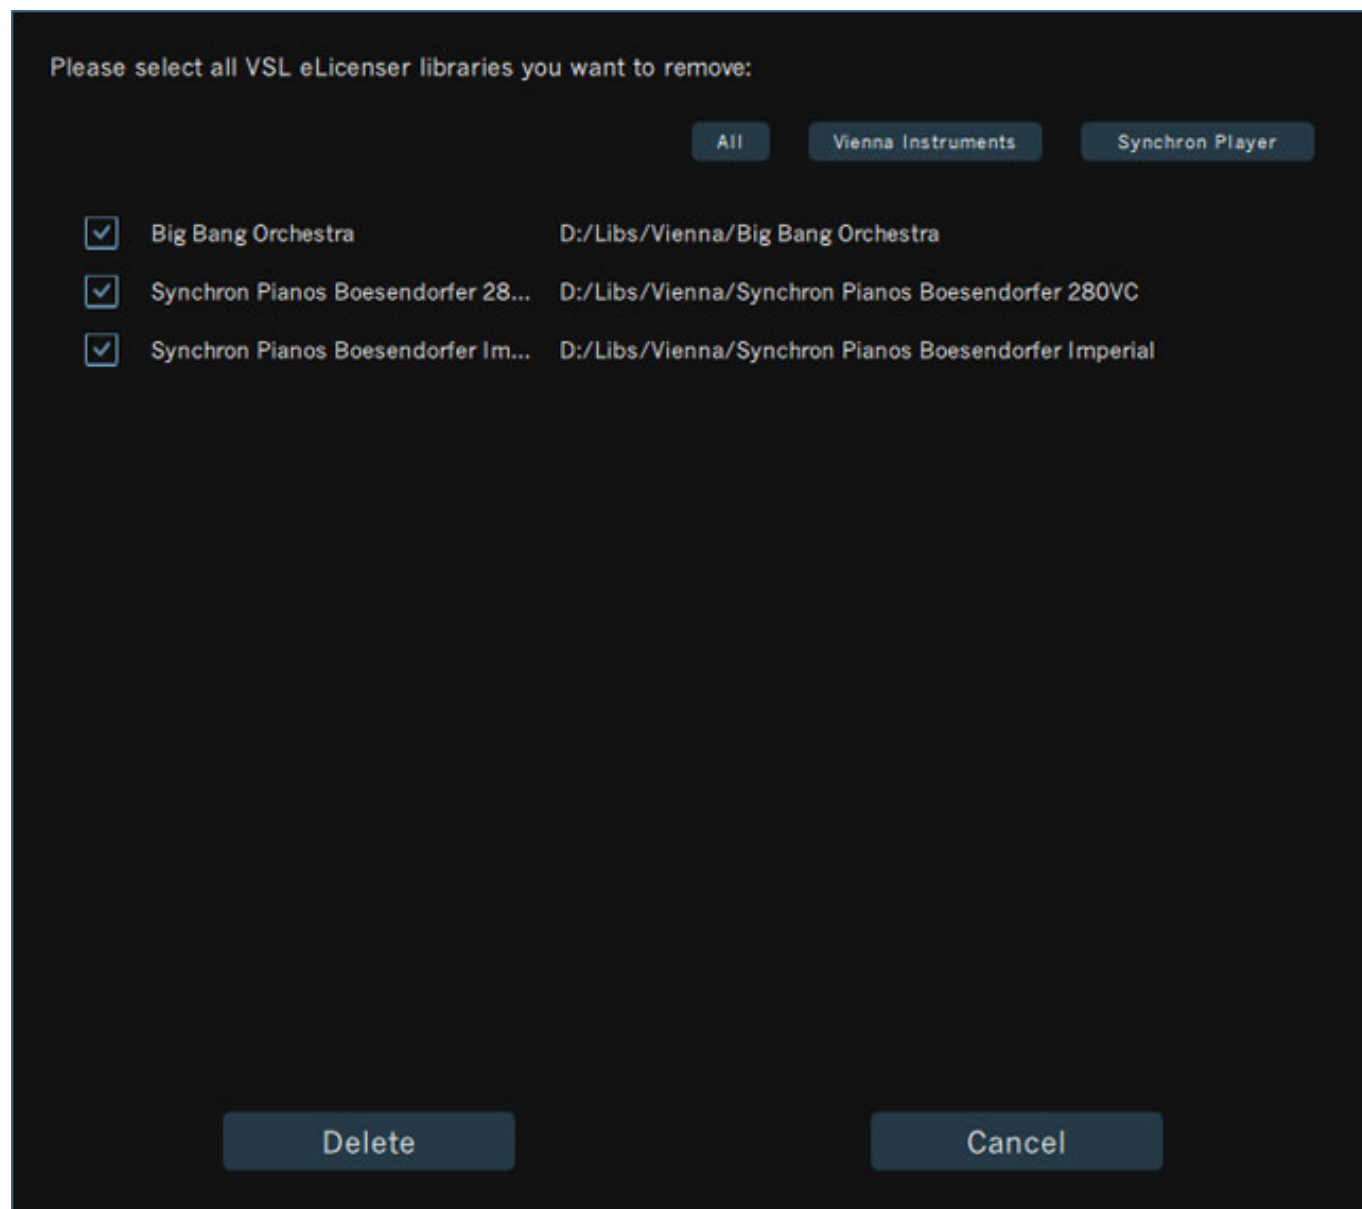 Please select all VSL eLicenser libraries you want to remove:
All Vienna Instruments Synchron Player
Big Bang Orchestra D:/Libs/Vienna/Big Bang Orchestra
Synchron Pianos Boesendorfer 28... D:/Libs/Vienna/Synchron Pianos Boesendorfer 280VC
Synchron Pianos Boesendorfer Im... D:/Libs/Vienna/Synchron Pianos Boesendorfer Imperial
Delete Cancel